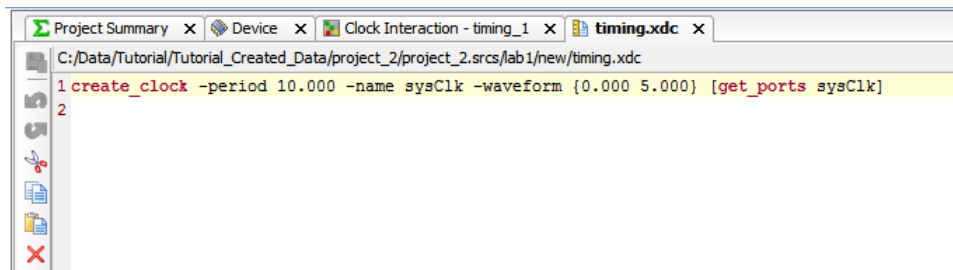 Project Summary x Device x Clock Interaction - timing_1 x timing.xdc x
C:/Data/Tutorial/Tutorial_Created_Data/project_2/project_2.srcs/lab1/new/timing.xdc
1 create_clock -period 10.000 -name sysClk -waveform {0.000 5.000} [get_ports sysClk]
2